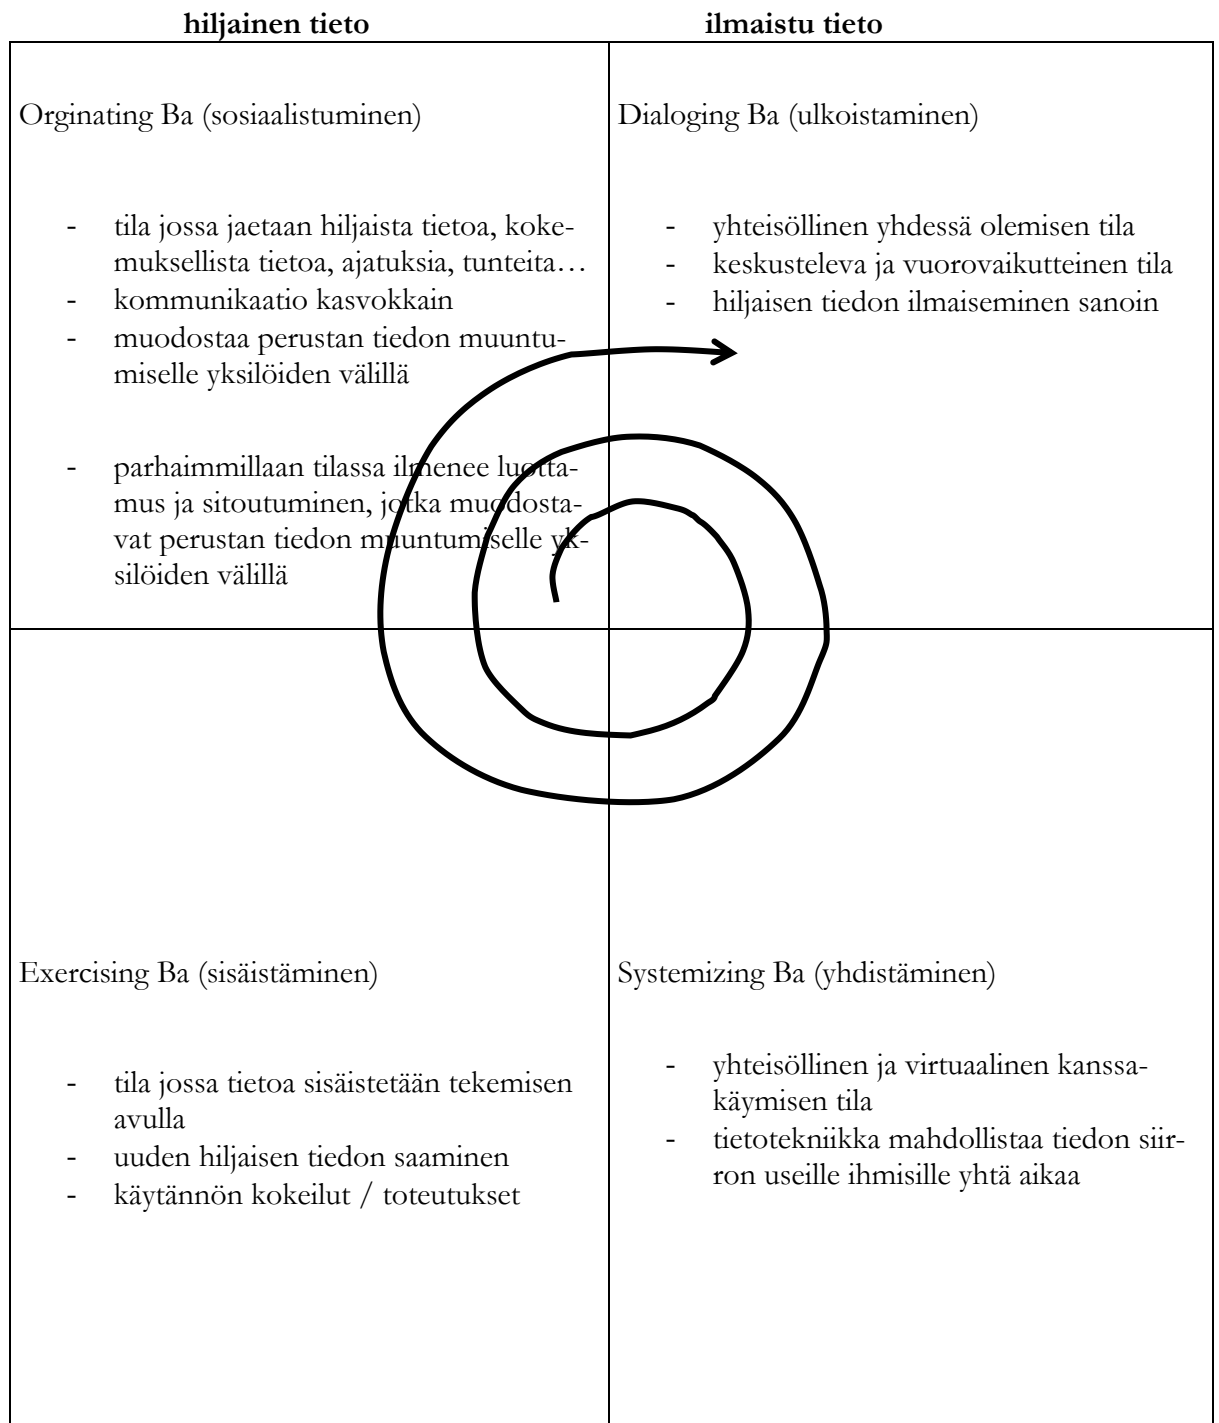 hiljainen tieto
ilmaistu tieto
Orginating Ba (sosiaalistuminen)
- tila jossa jaetaan hiljaista tietoa, koke-
muksellista tietoa, ajatuksia, tunteita…
- kommunikaatio kasvokkain
- muodostaa perustan tiedon muuntu-
miselle yksilöiden välillä
- parhaimmillaan tilassa ilmenee luotta-
mus ja sitoutuminen, jotka muodosta-
vat perustan tiedon muuntumiselle yk-
silöiden välillä
Dialoging Ba (ulkoistaminen)
- yhteisöllinen yhdessä olemisen tila
- keskusteleva ja vuorovaikutteinen tila
- hiljaisen tiedon ilmaiseminen sanoin
Exercising Ba (sisäistäminen)
- tila jossa tietoa sisäistetään tekemisen
avulla
- uuden hiljaisen tiedon saaminen
- käytännön kokeilut / toteutukset
Systemizing Ba (yhdistäminen)
- yhteisöllinen ja virtuaalinen kanssa-
käymisen tila
- tietotekniikka mahdollistaa tiedon siir-
ron useille ihmisille yhtä aikaa